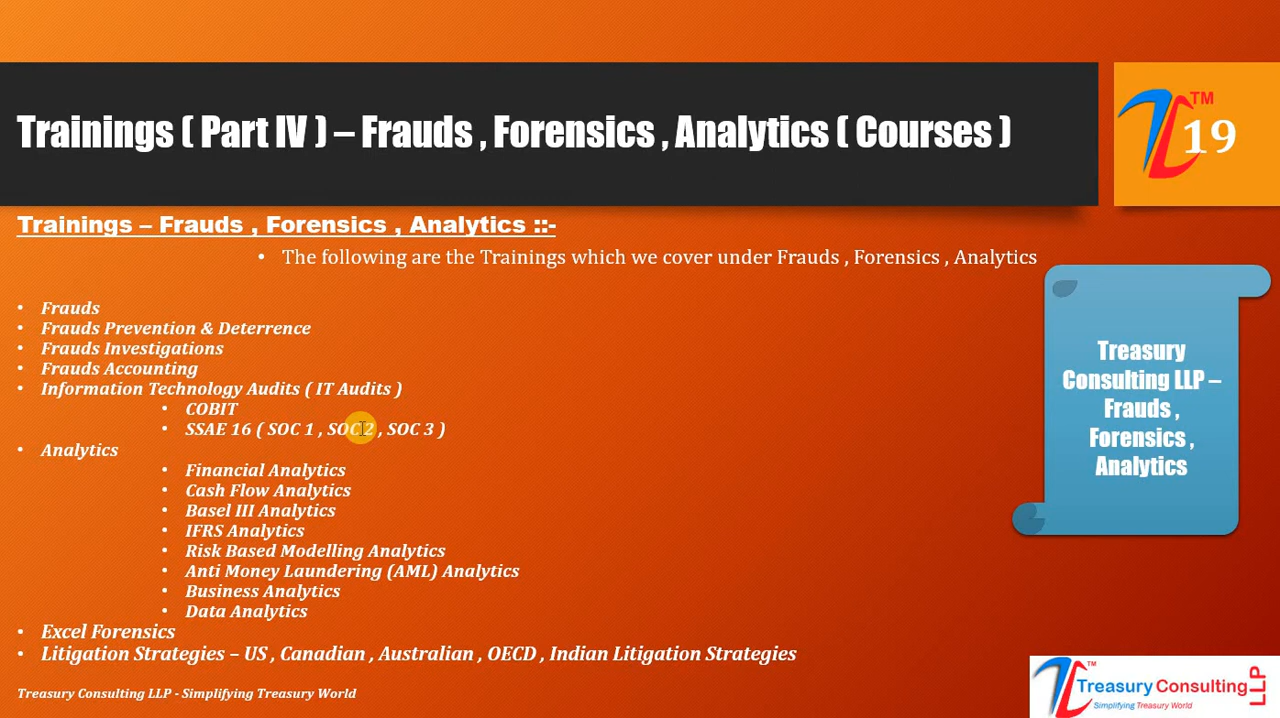 Trainings ( Part IV ) – Frauds , Forensics , Analytics ( Courses )
TM
19
Trainings – Frauds , Forensics , Analytics ::-
• The following are the Trainings which we cover under Frauds , Forensics , Analytics
• Frauds
• Frauds Prevention & Deterrence
• Frauds Investigations
• Frauds Accounting
• Information Technology Audits ( IT Audits )
• COBIT
• SSAE 16 ( SOC 1 , SOC 2 , SOC 3 )
• Analytics
• Financial Analytics
• Cash Flow Analytics
• Basel III Analytics
• IFRS Analytics
• Risk Based Modelling Analytics
• Anti Money Laundering (AML) Analytics
• Business Analytics
• Data Analytics
• Excel Forensics
• Litigation Strategies – US , Canadian , Australian , OECD , Indian Litigation Strategies
Treasury
Consulting LLP –
Frauds ,
Forensics ,
Analytics
Treasury Consulting LLP - Simplifying Treasury World
TM
Treasury Consulting LLP
Simplifying Treasury World